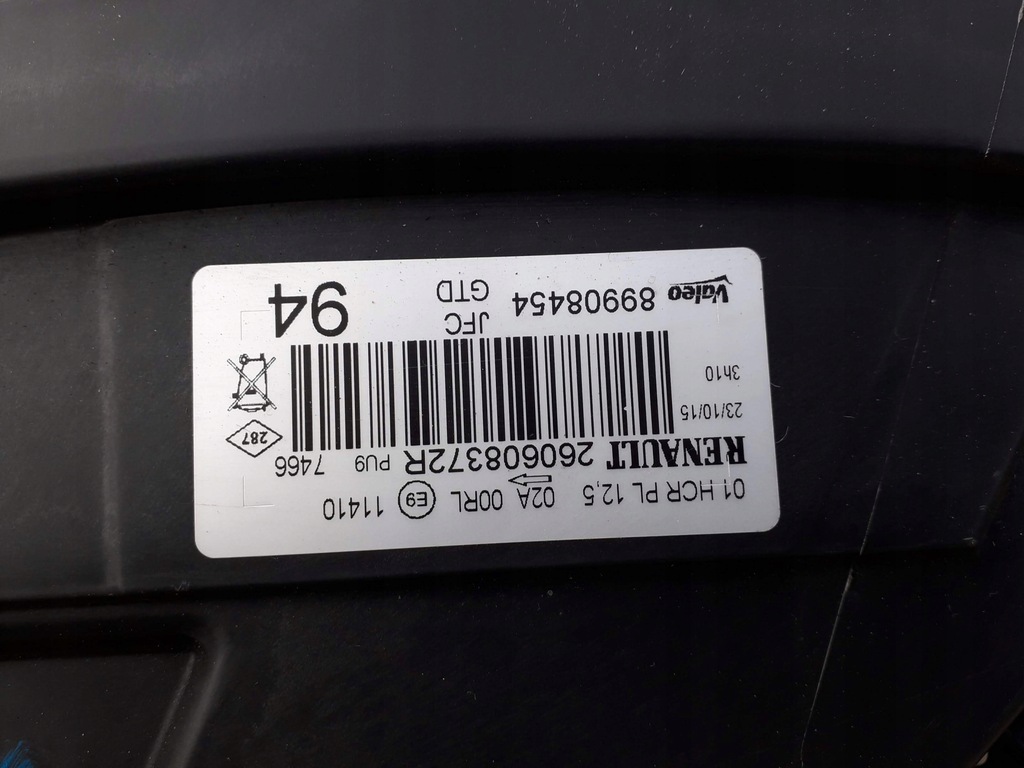 01 HCR PL 12,5 02A 00RL E9 11410
RENAULT 260608372R PU9 7466
23/10/15
287
3h10
JFC
Valeo 89908454 GTD 94